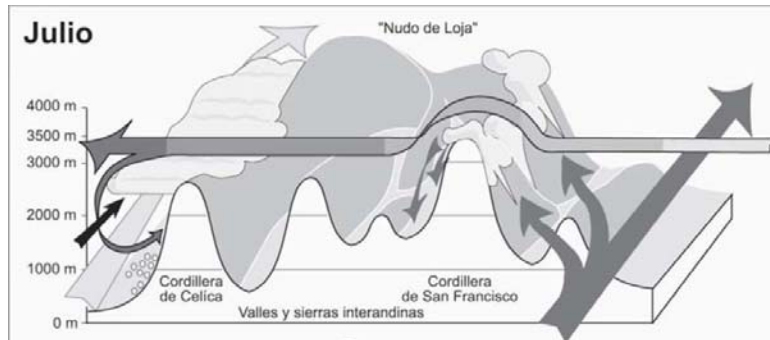 Julio
"Nudo de Loja"
4000 m
3500 m
3000 m
2000 m
1000 m
0 m
Cordillera
de Celíca
Cordillera
de San Francisco
Valles y sierras interandinas